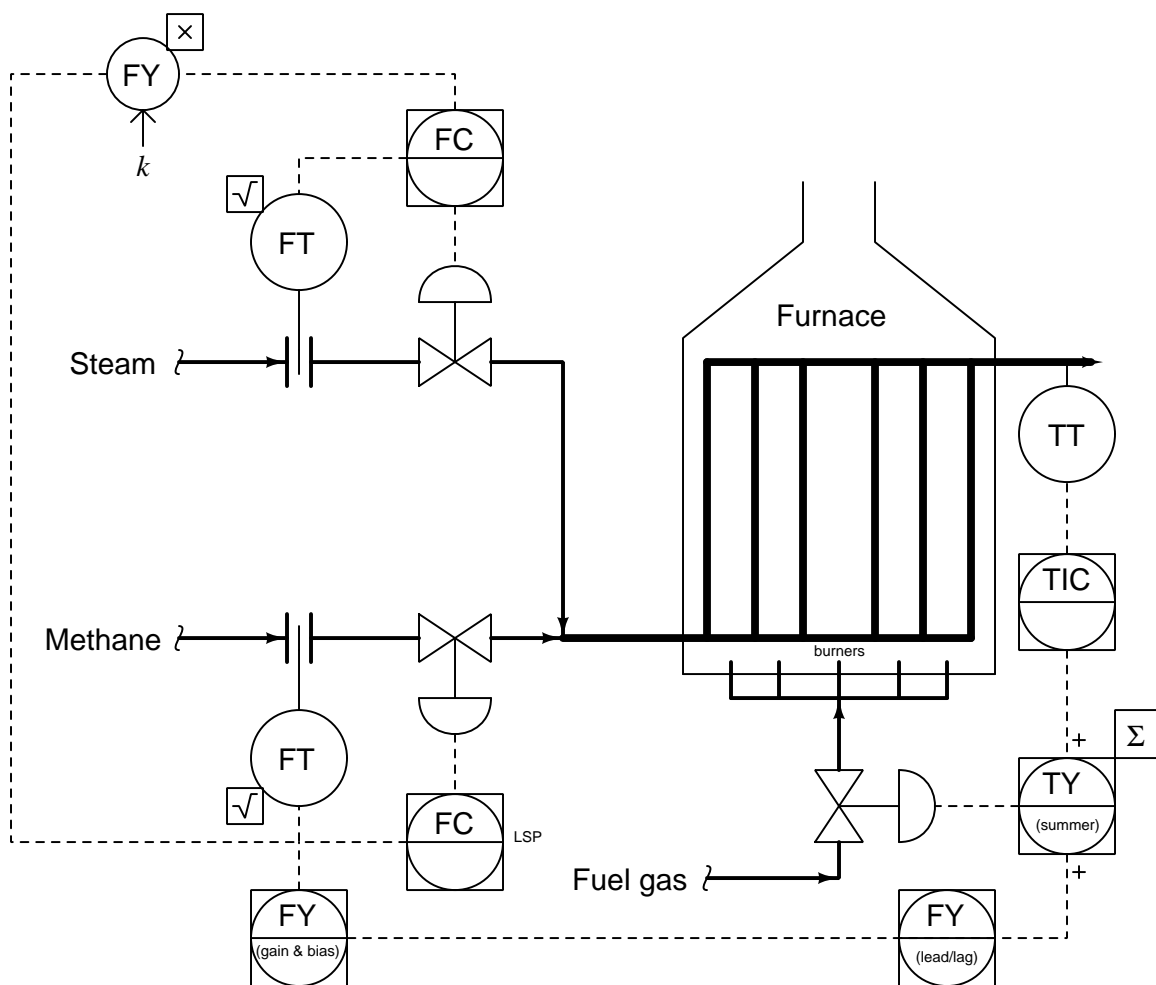 ×
FY
k
FC
√
FT
Steam
Furnace
TT
TIC
Methane
burners
FT
√
FC
LSP
+
Σ
TY
(summer)
+
Fuel gas
FY
(gain & bias)
FY
(lead/lag)